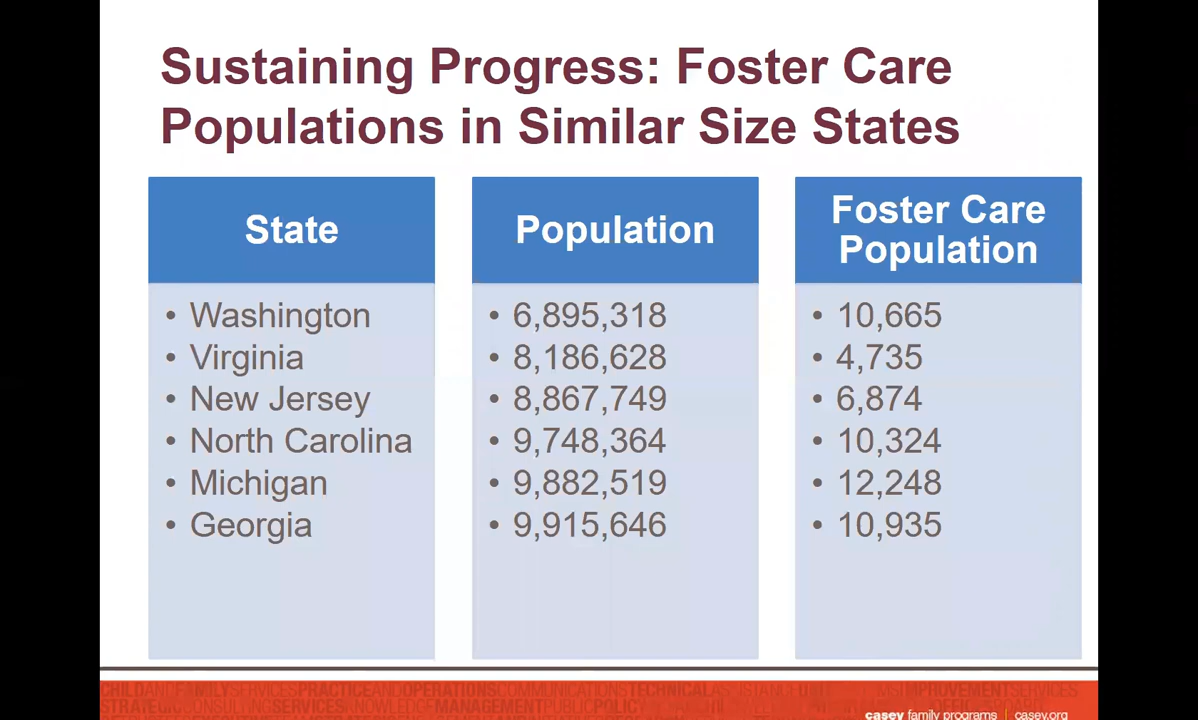 Sustaining Progress: Foster Care
Populations in Similar Size States
State
Population
Foster Care
Population
• Washington
• 6,895,318
• 10,665
• Virginia
• 8,186,628
• 4,735
• New Jersey
• 8,867,749
• 6,874
• North Carolina
• 9,748,364
• 10,324
• Michigan
• 9,882,519
• 12,248
• Georgia
• 9,915,646
• 10,935
CHILDANDFAMILYSERVICESPRACTICEANDOPERATIONSCOMMUNICATIONSTECHNICALASSISTANCE IMPROVEMENTSERVICES
STRATEGICCONSULTINGSERVICESKNOWLEDGEMANAGEMENTPUBLICPOLICY
casey family programs | casey.org